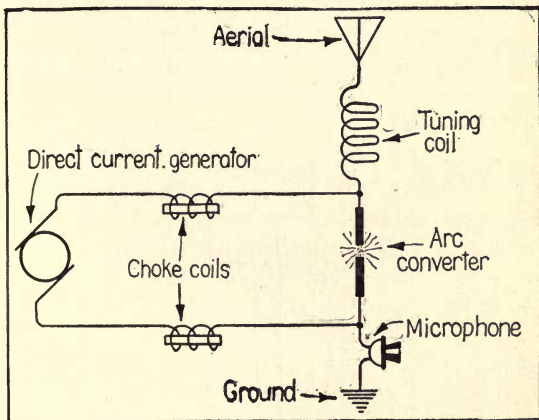 Aerial
Tuning
coil
Direct current generator
Choke coils
Arc
converter
Microphone
Ground